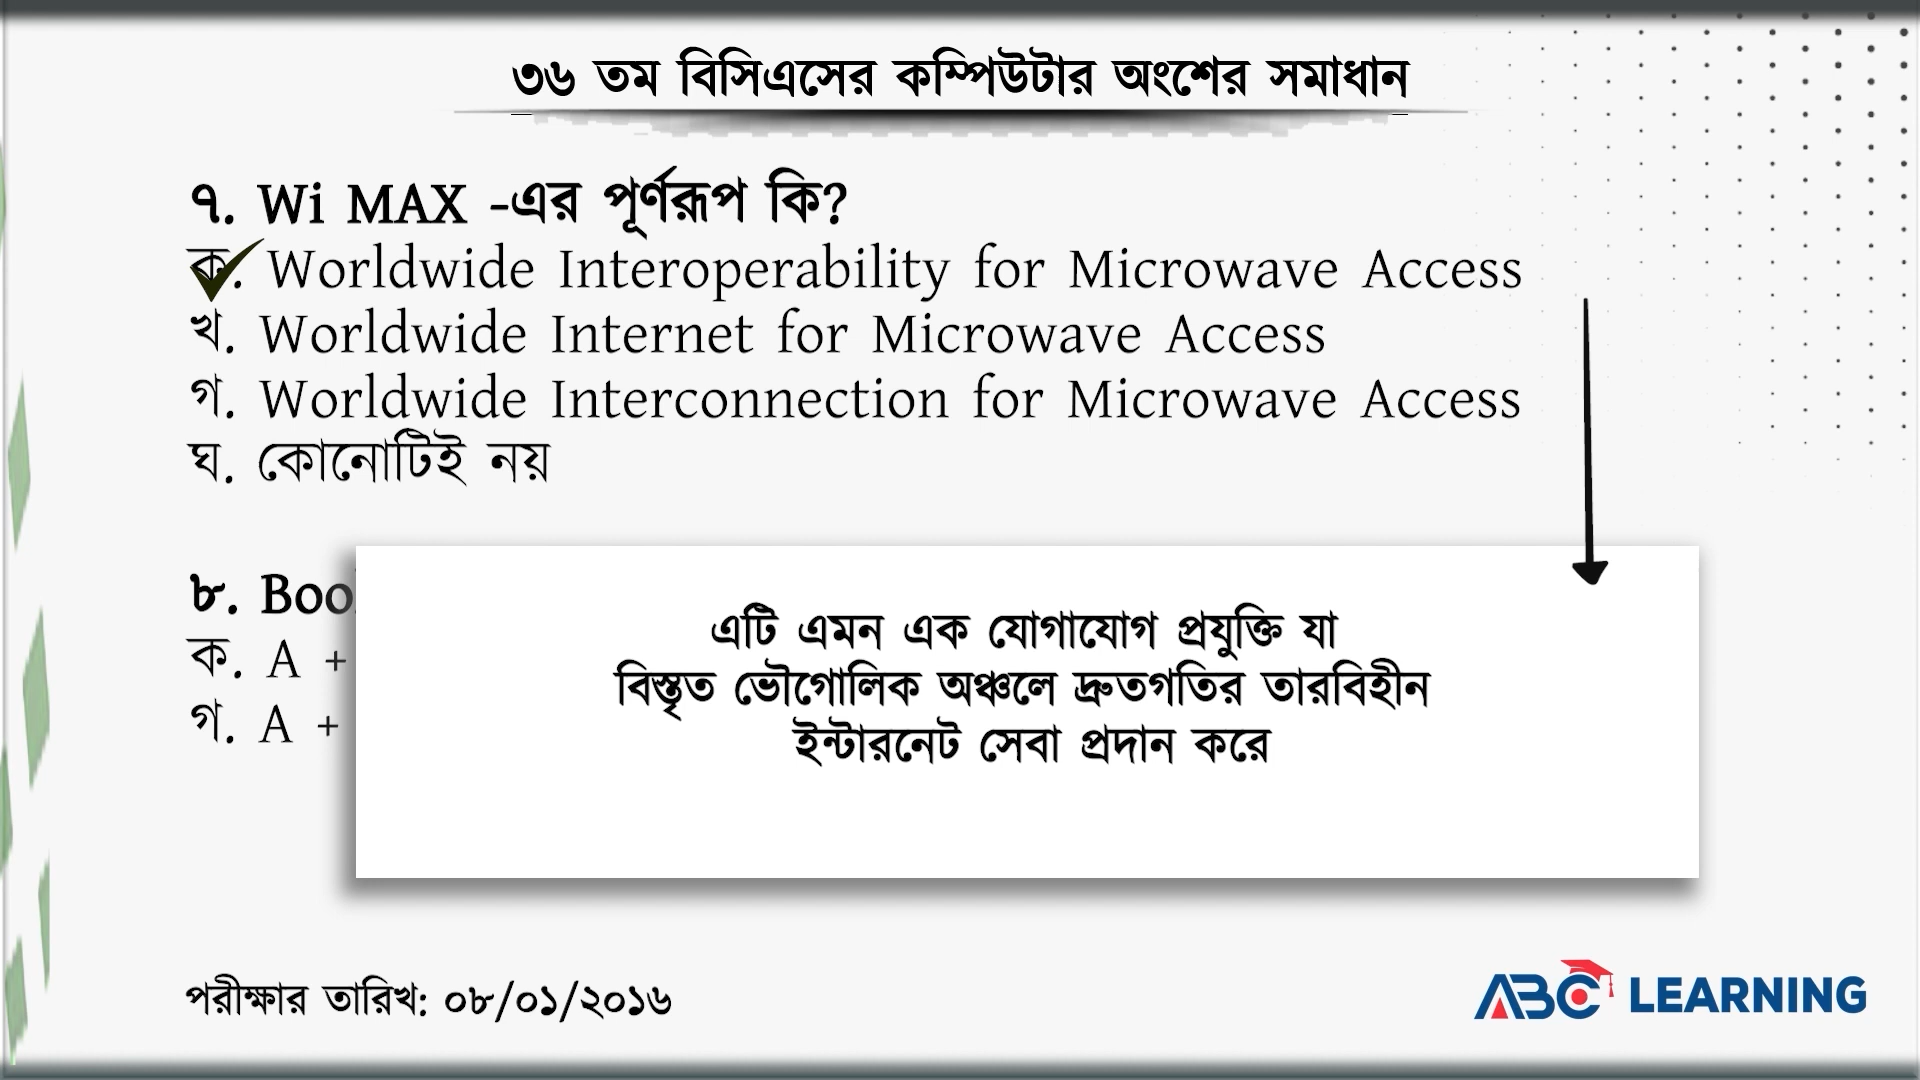 ৩৬ তম বিসিএসের কম্পিউটার অংশের সমাধান
৭. Wi MAX -এর পূর্ণরূপ কি?
ক. Worldwide Interoperability for Microwave Access
খ. Worldwide Internet for Microwave Access
গ. Worldwide Interconnection for Microwave Access
ঘ. কোনোটিই নয়
৮.
ক. A +
গ. A +
এটি এমন এক যোগাযোগ প্রযুক্তি যা
বিস্তৃত ভৌগোলিক অঞ্চলে দ্রুতগতির তারবিহীন
ইন্টারনেট সেবা প্রদান করে
পরীক্ষার তারিখ: ০৮/০১/২০১৬
ABC LEARNING